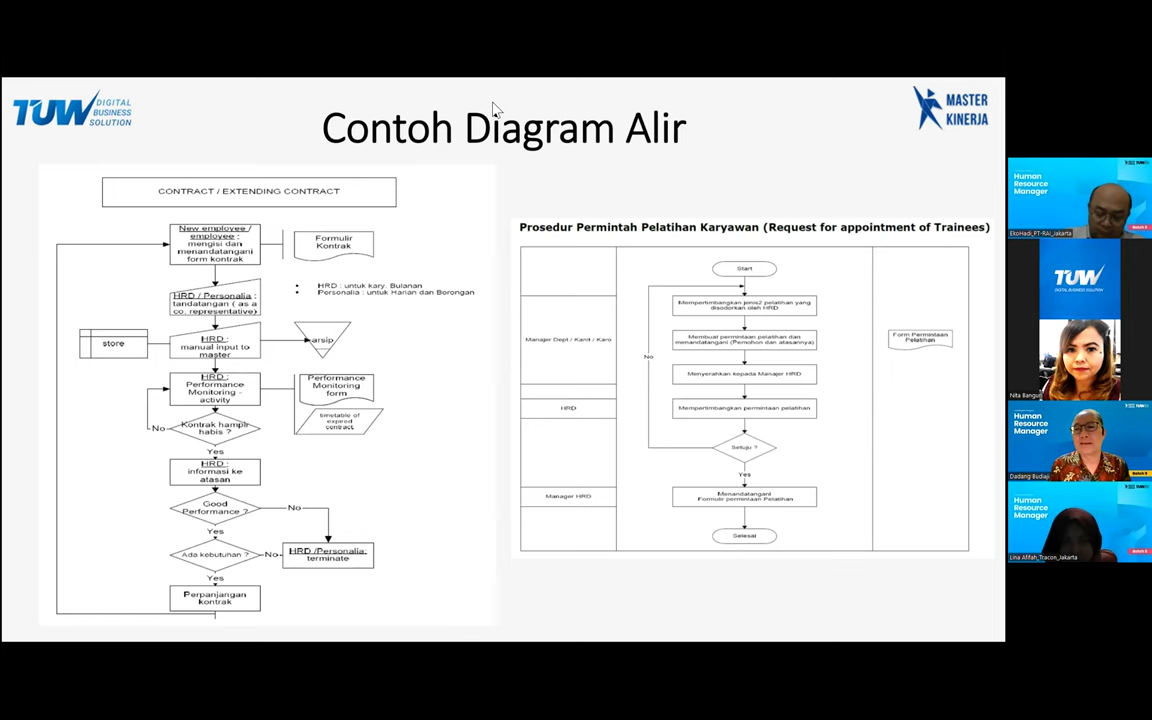 TUW DIGITAL
BUSINESS
SOLUTION
Contoh Diagram Alir
MASTER
KINERJA
CONTRACT / EXTENDING CONTRACT
New employee /
employee :
mengisi dan
menandatangani
form kontrak
Formulir
Kontrak
HRD / Personalia :
tandatangan ( as a
co. representative)
• HRD : untuk kary. Bulanan
• Personalia : untuk Harian dan Borongan
store
HRD :
manual input to
master
arsip
HRD :
Performance
Monitoring -
activity
Performance
Monitoring
form
timetable of
expired
contract
Kontrak hampir
habis ?
No
Yes
HRD :
informasi ke
atasan
Good
Performance ?
No
Yes
Ada kebutuhan ?
No
HRD /Personalia:
terminate
Yes
Perpanjangan
kontrak
Prosedur Permintah Pelatihan Karyawan (Request for appointment of Trainees)
Start
Mempertimbangkan jenis2 pelatihan yang
disodorkan oleh HRD
Manajer Dept / Kanit / Karo
Membuat permintaan pelatihan dan
menandatangani (Pemohon dan atasannya)
Form Permintaan
Pelatihan
No
Menyerahkan kepada Manajer HRD
HRD
Mempertimbangkan permintaan pelatihan
Setuju ?
Yes
Manager HRD
Menandatangani
Formulir permintaan Pelatihan
Selesai
TUW
Human
Resource
Manager
Batch 5
EkoHadi_PT-RAI_Jakarta
TUW
DIGITAL BUSINESS SOLUTION
Nita Bangun
Human
Resource
Manager
Dadang Budiaji
Human
Resource
Manager
Lina Afifah_Tracon_Jakarta